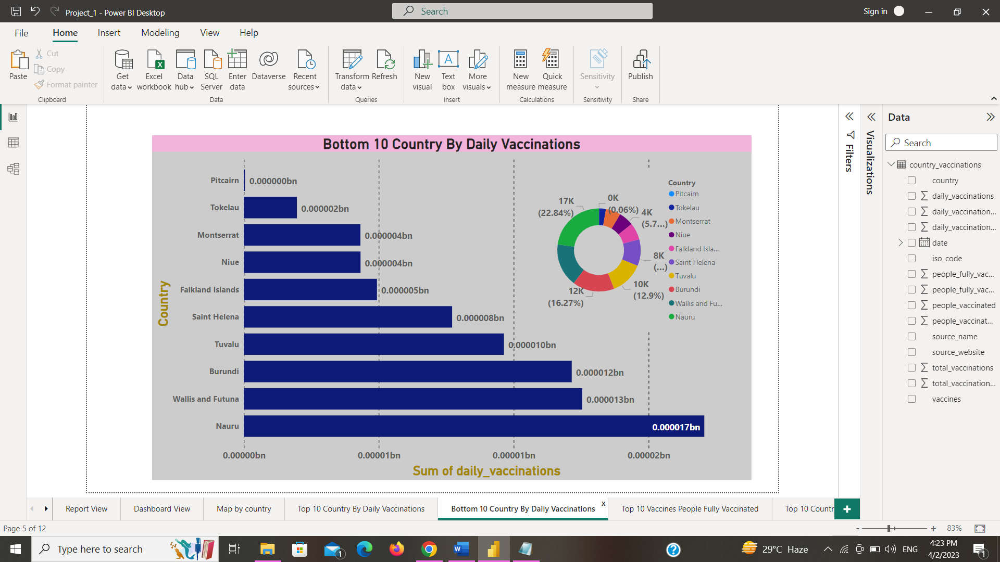 Project_1 - Power BI Desktop
Search
Sign in
File
Home
Insert
Modeling
View
Help
Paste
Cut
Copy
Format painter
Clipboard
Get data
Excel workbook
Data hub
SQL Server
Enter data
Dataverse
Recent sources
Data
Transform data
Refresh
Queries
New visual
Text box
More visuals
Insert
New measure
Quick measure
Calculations
Sensitivity
Sensitivity
Publish
Share
Bottom 10 Country By Daily Vaccinations
Country
Pitcairn
0.000000bn
Tokelau
0.000002bn
Montserrat
0.000004bn
Niue
0.000004bn
Falkland Islands
0.000005bn
Saint Helena
0.000008bn
Tuvalu
0.000010bn
Burundi
0.000012bn
Wallis and Futuna
0.000013bn
Nauru
0.000017bn
0.00000bn
0.00001bn
0.00001bn
0.00002bn
Sum of daily_vaccinations
17K
(22.84%)
0K
(0.06%)
4K
(5.7...)
8K
(...)
10K
(12.9%)
12K
(16.27%)
Country
Pitcairn
Tokelau
Montserrat
Niue
Falkland Isla...
Saint Helena
Tuvalu
Burundi
Wallis and Fu...
Nauru
Filters
Visualizations
Data
Search
country_vaccinations
country
daily_vaccinations
daily_vaccination...
daily_vaccination...
date
iso_code
people_fully_vac...
people_fully_vac...
people_vaccinated
people_vaccinat...
source_name
source_website
total_vaccinations
total_vaccination...
vaccines
Report View
Dashboard View
Map by country
Top 10 Country By Daily Vaccinations
Bottom 10 Country By Daily Vaccinations
x
Top 10 Vaccines People Fully Vaccinated
Top 10 Countr
+
Page 5 of 12
-
+
83%
Type here to search
1
W
?
29°C Haze
ENG
4:23 PM
4/2/2023
1